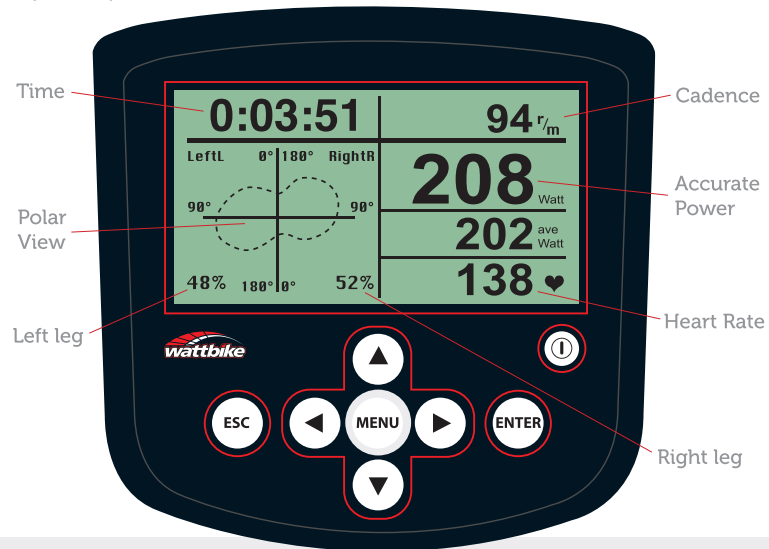 Time
0:03:51
94 r/m
Cadence
LeftL 0° 180° RightR
208 Watt
Accurate
Power
90° 90°
Polar
View
202 ave
Watt
48% 180° 0° 52%
138
Left leg
Heart Rate
wattbike
ESC
MENU
ENTER
Right leg